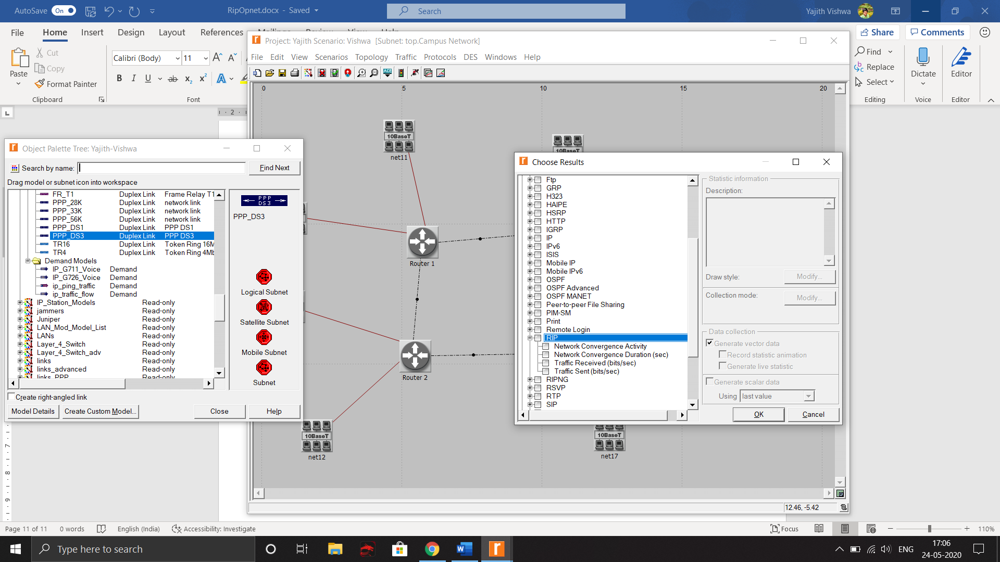 AutoSave On RipOpnet.docx - Saved Search Yajith Vishwa
File Home Insert Design Layout References
Share Comments
Paste Cut
Copy
Format Painter
Clipboard
Calibri (Body) 11
B I U ab x2 x2 A
Font
Find
Replace
Select
Editing
Dictate
Voice
Editor
Editor
2
Project: Yajith Scenario: Vishwa [Subnet: top.Campus Network]
File Edit View Scenarios Topology Traffic Protocols DES Windows Help
0 5 10 15 20
10BaseT
net11
10BaseT
Router 1
Router 2
10BaseT
net12
10BaseT
net17
12.46, -5.42
Object Palette Tree: Yajith-Vishwa
Search by name: Find Next
Drag model or subnet icon into workspace
FR_T1 Duplex Link Frame Relay T1
PPP_28K Duplex Link network link
PPP_33K Duplex Link network link
PPP_56K Duplex Link network link
PPP_DS1 Duplex Link PPP DS1
PPP_DS3 Duplex Link PPP DS3
TR16 Duplex Link Token Ring 16M
TR4 Duplex Link Token Ring 4Mb
Demand Models
IP_G711_Voice Demand
IP_G726_Voice Demand
ip_ping_traffic Demand
ip_traffic_flow Demand
IP_Station_Models Read-only
jammers Read-only
Juniper Read-only
LAN_Mod_Model_List Read-only
LANs Read-only
Layer_4_Switch Read-only
Layer_4_Switch_adv Read-only
links Read-only
links_advanced Read-only
links_PPP Read-only
PPP
DS3
PPP_DS3
Logical Subnet
Satellite Subnet
Mobile Subnet
Subnet
Create right-angled link
Model Details Create Custom Model... Close Help
Choose Results
Ftp
GRP
H323
HAIPE
HSRP
HTTP
IGRP
IP
IPv6
ISIS
Mobile IP
Mobile IPv6
OSPF
OSPF Advanced
OSPF MANET
Peer-to-peer File Sharing
PIM-SM
Print
Remote Login
RIP
Network Convergence Activity
Network Convergence Duration (sec)
Traffic Received (bits/sec)
Traffic Sent (bits/sec)
RIPNG
RSVP
RTP
SIP
Statistic information
Description:
Draw style: Modify...
Collection mode: Modify...
Data collection
Generate vector data
Record statistic animation
Generate live statistic
Generate scalar data
Using last value
OK Cancel
7
8
9
Page 11 of 11 0 words English (India) Accessibility: Investigate Focus 110%
Type here to search ENG 17:06
24-05-2020